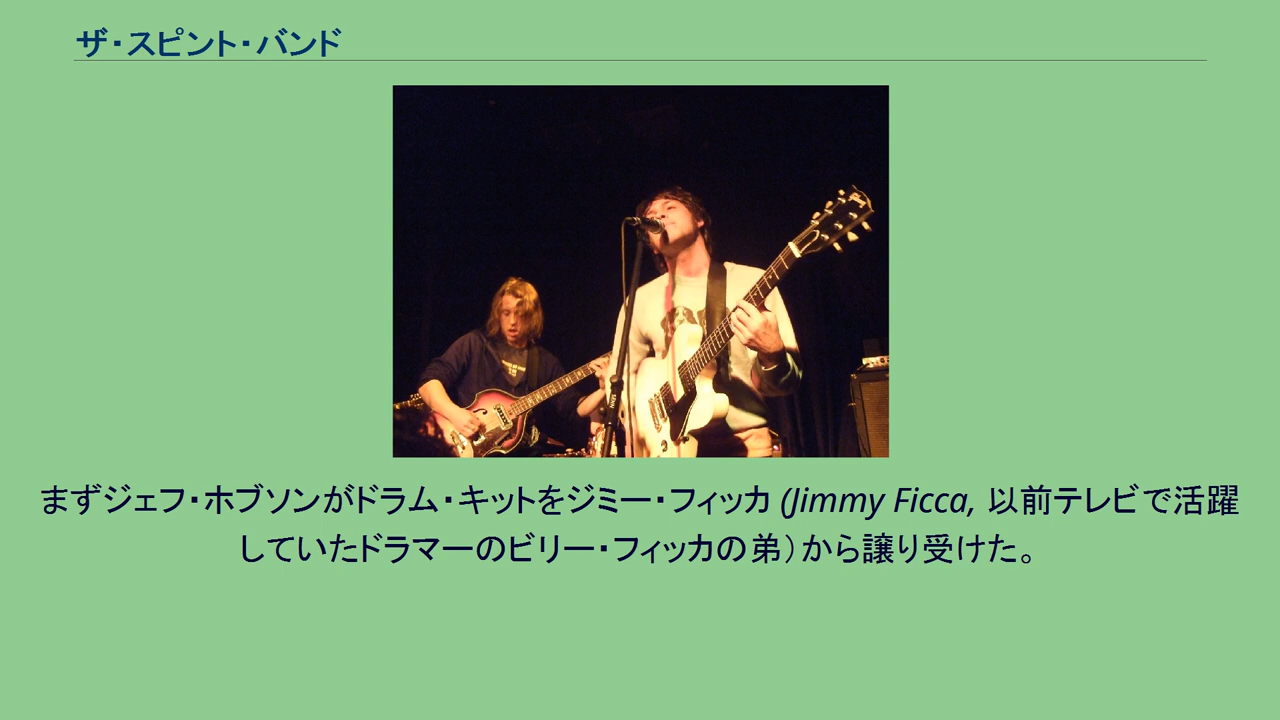 ザ・スピント・バンド
まずジェフ・ホブソンがドラム・キットをジミー・フィッカ (Jimmy Ficca, 以前テレビで活躍
していたドラマーのビリー・フィッカの弟）から譲り受けた。